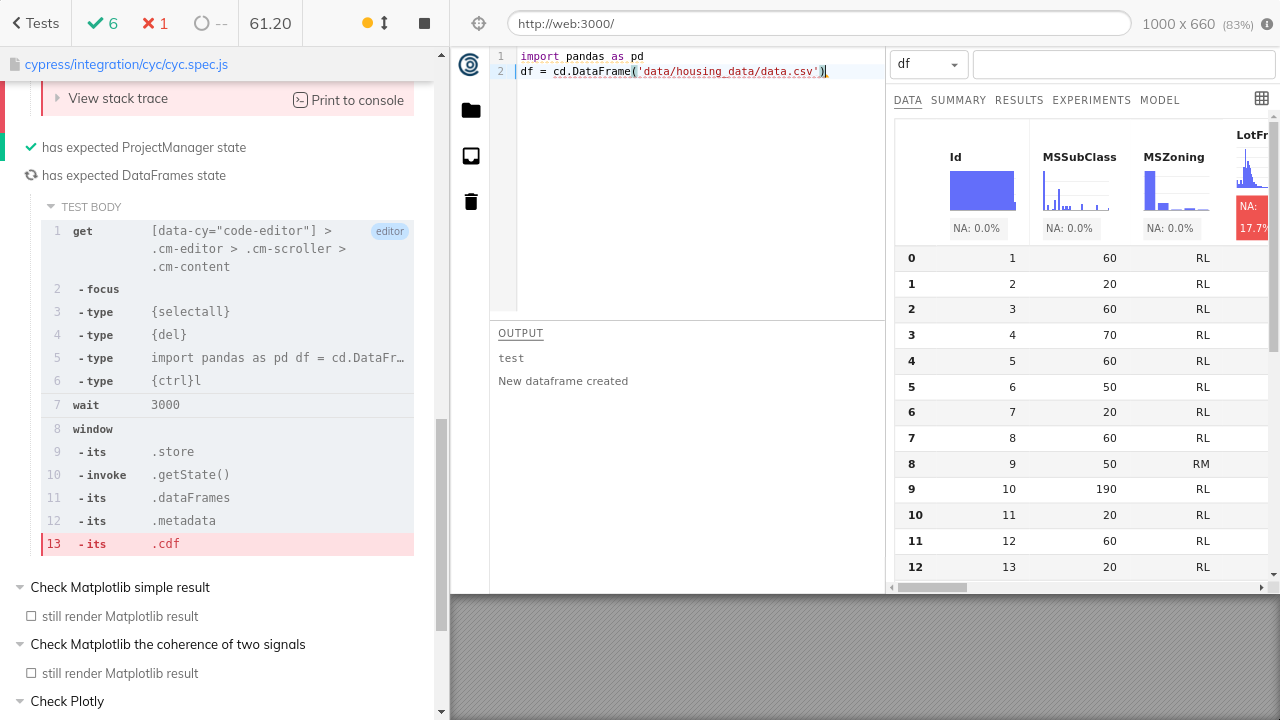 Tests
6
1
--
61.20
http://web:3000/
1000 x 660 (83%)
cypress/integration/cyc/cyc.spec.js
View stack trace
Print to console
has expected ProjectManager state
has expected DataFrames state
TEST BODY
1 get [data-cy="code-editor"] > editor
.cm-editor > .cm-scroller >
.cm-content
2 -focus
3 -type {selectall}
4 -type {del}
5 -type import pandas as pd df = cd.DataFr…
6 -type {ctrl}l
7 wait 3000
8 window
9 -its .store
10 -invoke .getState()
11 -its .dataFrames
12 -its .metadata
13 -its .cdf
Check Matplotlib simple result
still render Matplotlib result
Check Matplotlib the coherence of two signals
still render Matplotlib result
Check Plotly
1 import pandas as pd
2 df = cd.DataFrame('data/housing_data/data.csv')
OUTPUT
test
New dataframe created
df
DATA SUMMARY RESULTS EXPERIMENTS MODEL
Id MSSubClass MSZoning LotFr
NA: 0.0% NA: 0.0% NA: 0.0% NA:
17.7%
0 1 60 RL
1 2 20 RL
2 3 60 RL
3 4 70 RL
4 5 60 RL
5 6 50 RL
6 7 20 RL
7 8 60 RL
8 9 50 RM
9 10 190 RL
10 11 20 RL
11 12 60 RL
12 13 20 RL